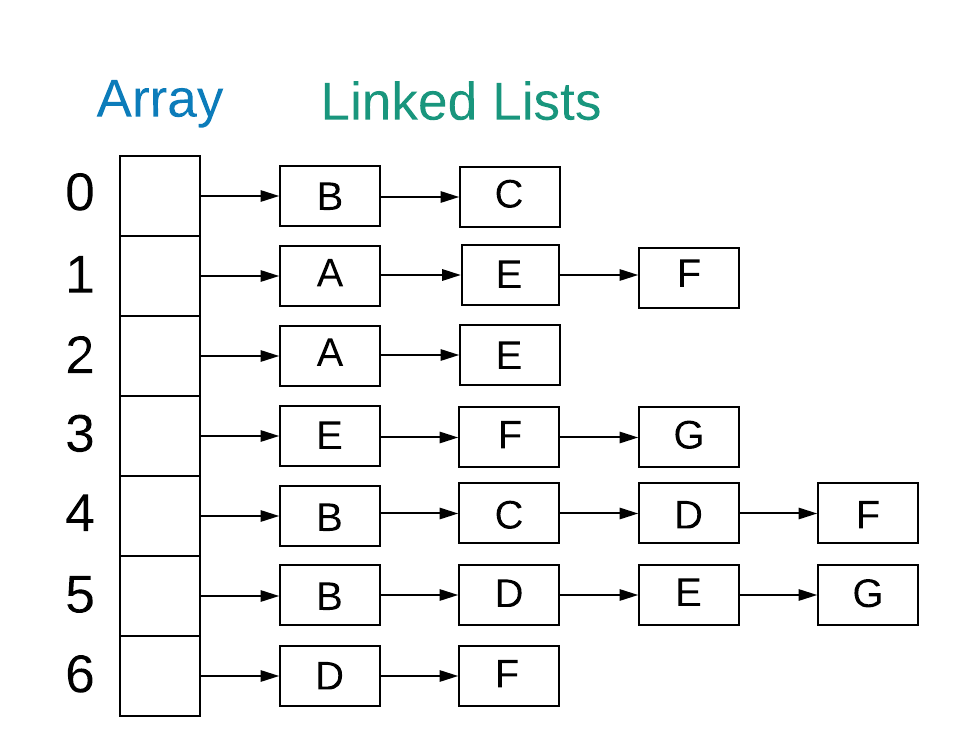 Array Linked Lists
0 B C
1 A E F
2 A E
3 E F G
4 B C D F
5 B D E G
6 D F